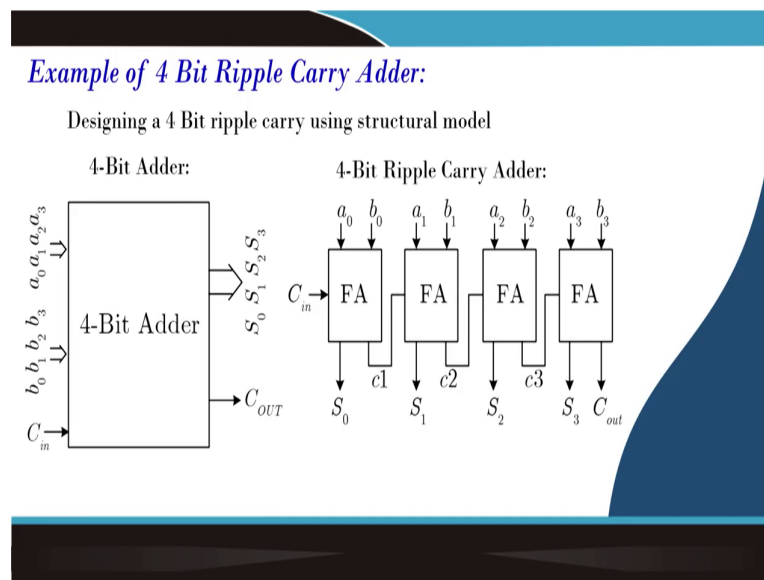 Example of 4 Bit Ripple Carry Adder:
Designing a 4 Bit ripple carry using structural model
4-Bit Adder:
a0 a1 a2 a3
b0 b1 b2 b3
Cin
4-Bit Adder
S0 S1 S2 S3
COUT
4-Bit Ripple Carry Adder:
a0 b0 a1 b1 a2 b2 a3 b3
Cin FA FA FA FA
c1 c2 c3
S0 S1 S2 S3 Cout